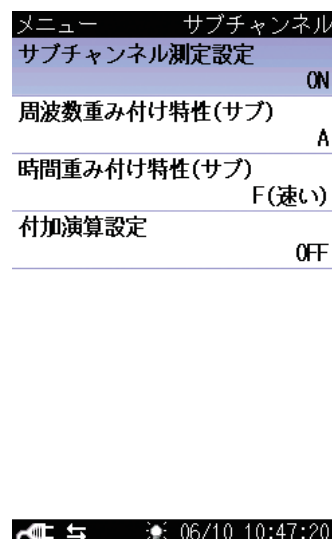 メニュー サブチャンネル
サブチャンネル測定設定
ON
周波数重み付け特性(サブ)
A
時間重み付け特性(サブ)
F(速い)
付加演算設定
OFF
06/10 10:47:20